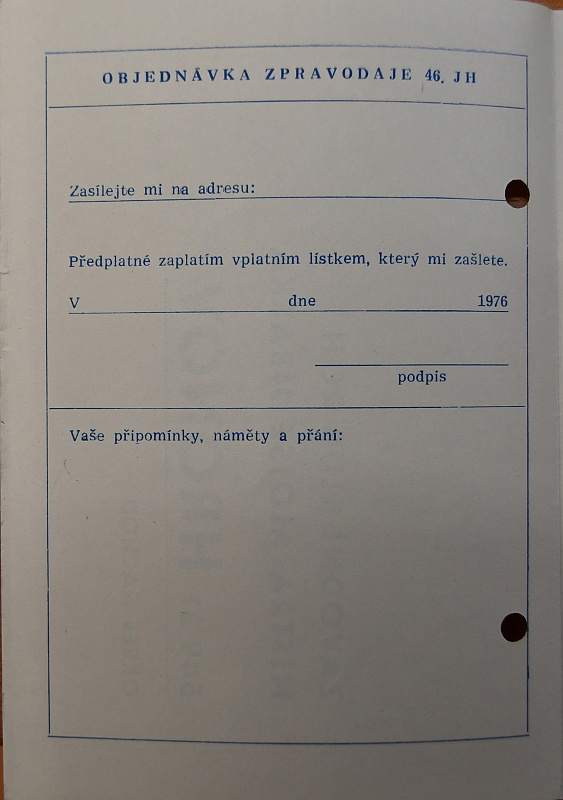 OBJEDNÁVKA ZPRAVODAJE 46. JH
Zasílejte mi na adresu:
Předplatné zaplatím vplatním lístkem, který mi zašlete.
V dne 1976
podpis
Vaše připomínky, náměty a přání: